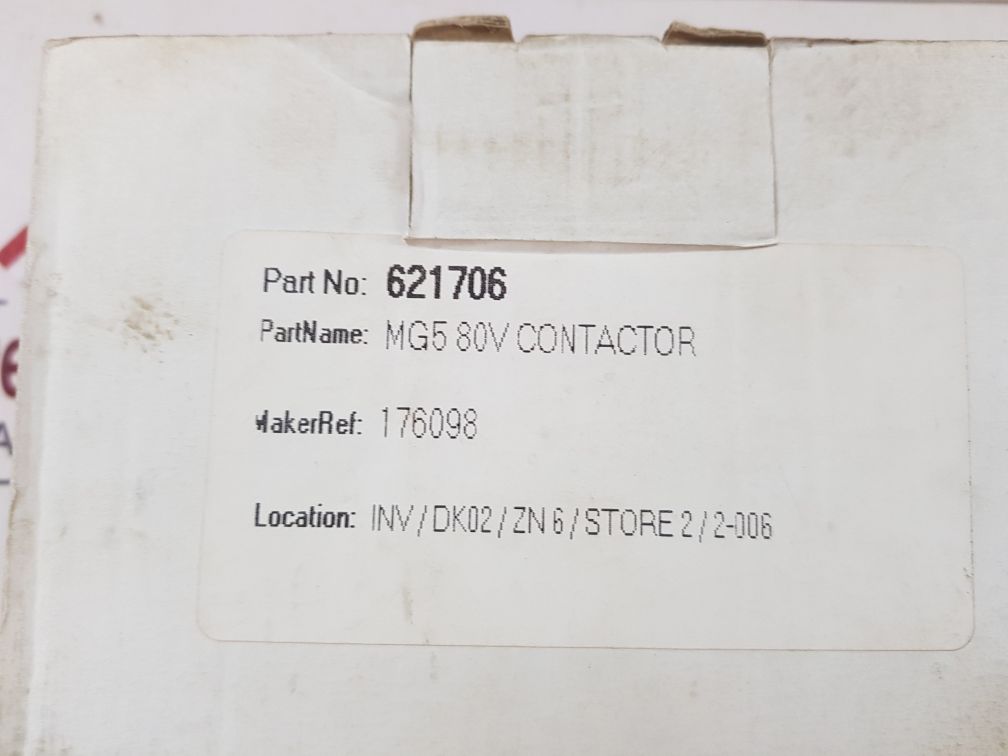 Part No: 621706
PartName: MG5 80V CONTACTOR
MakerRef: 176098
Location: INV/DK02/ZN 6/STORE 2/2-006